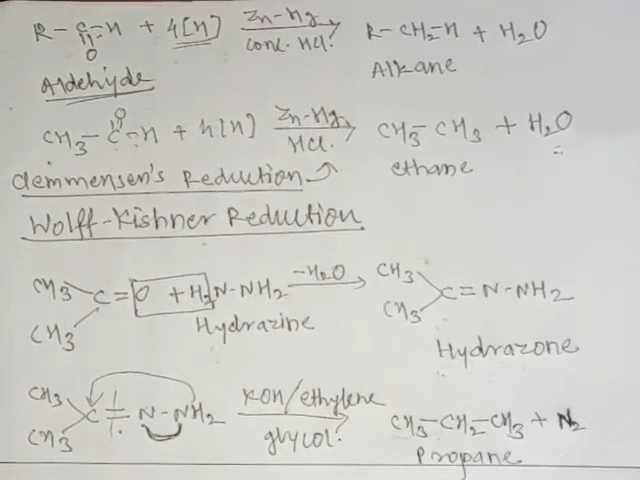 R-C-H + 4[H] Zn-Hg conc. HCl. R-CH2-H + H2O
O
Aldehyde Alkane
O
CH3-C-H + 4[H] Zn-Hg HCl. CH3-CH3 + H2O
Clemmensen's Reduction ethane
Wolff-Kishner Reduction
CH3 CH3 C=O + H2N-NH2 -H2O CH3 CH3 C=N-NH2
Hydrazine Hydrazone
CH3 CH3 C=N-NH2 KOH/ethylene glycol. CH3-CH2-CH3 + N2
Propane